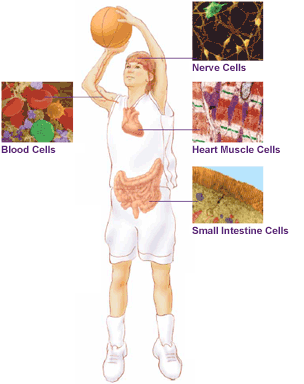 Nerve Cells
Blood Cells
Heart Muscle Cells
Small Intestine Cells